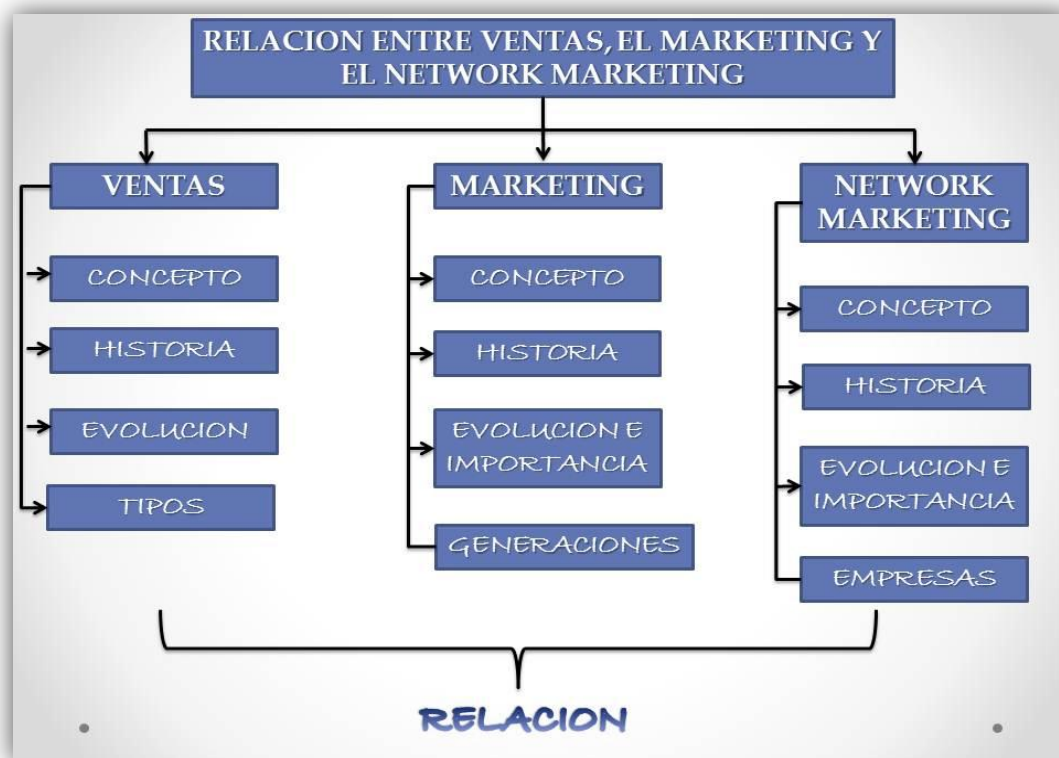 RELACION ENTRE VENTAS, EL MARKETING Y
EL NETWORK MARKETING
VENTAS
CONCEPTO
HISTORIA
EVOLUCION
TIPOS
MARKETING
CONCEPTO
HISTORIA
EVOLUCION E
IMPORTANCIA
GENERACIONES
NETWORK
MARKETING
CONCEPTO
HISTORIA
EVOLUCION E
IMPORTANCIA
EMPRESAS
RELACION